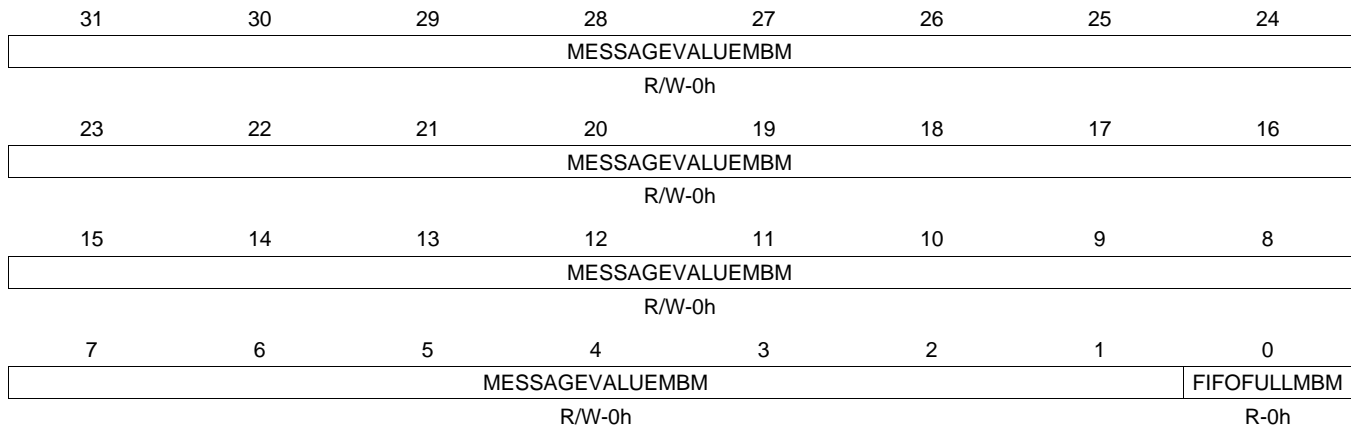 31 30 29 28 27 26 25 24
MESSAGEVALUEMBM
R/W-0h
23 22 21 20 19 18 17 16
MESSAGEVALUEMBM
R/W-0h
15 14 13 12 11 10 9 8
MESSAGEVALUEMBM
R/W-0h
7 6 5 4 3 2 1 0
MESSAGEVALUEMBM FIFOFULLMBM
R/W-0h R-0h